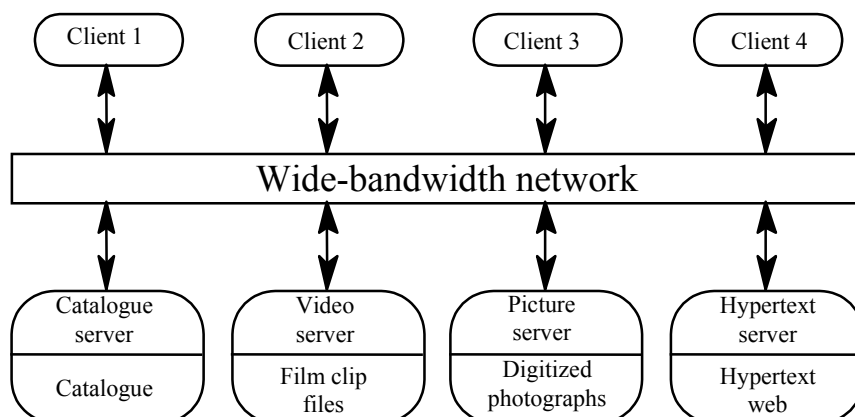 Client 1
Client 2
Client 3
Client 4
Wide-bandwidth network
Catalogue
server
Video
server
Picture
server
Hypertext
server
Catalogue
Film clip
files
Digitized
photographs
Hypertext
web